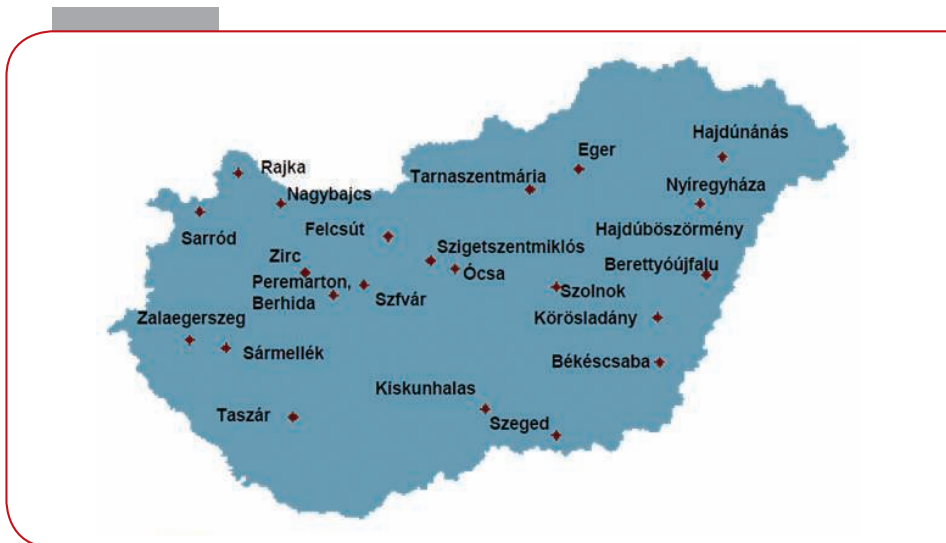 Hajdúnánás
Eger
Rajka
Tarnaszentmária
Nyíregyháza
Nagybajcs
Felcsút
Hajdúböszörmény
Sarród
Szigetszentmiklós
Zirc
Ócsa
Berettyóújfalu
Peremarton,
Berhida
Szfvár
Szolnok
Zalaegerszeg
Körösladány
Sármellék
Békéscsaba
Kiskunhalas
Taszár
Szeged